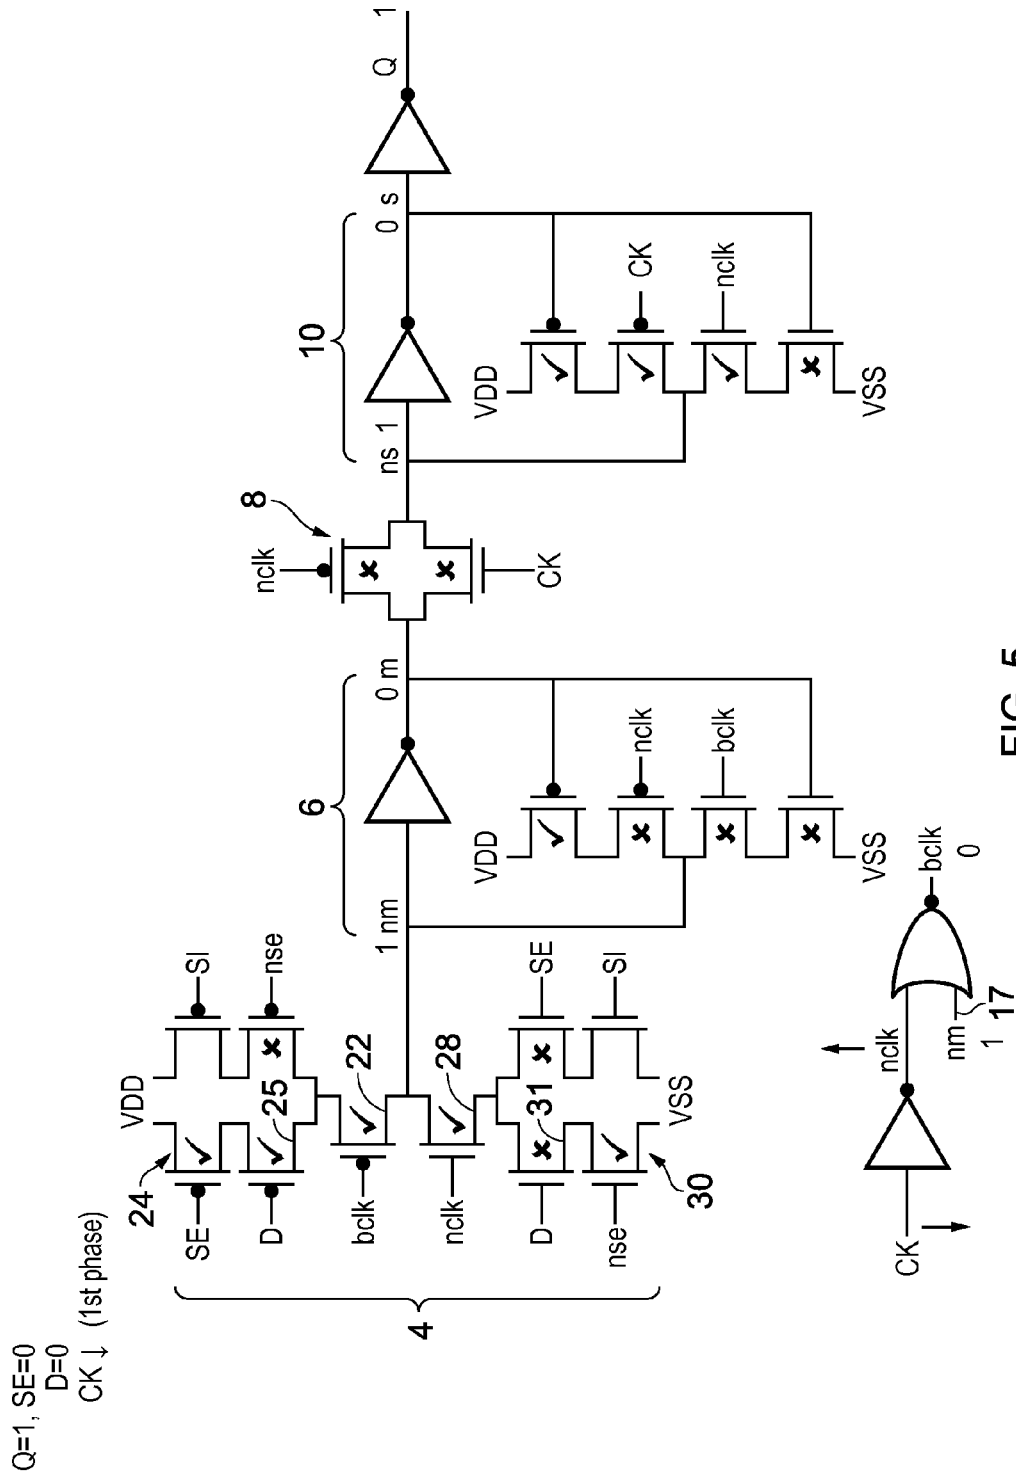 Q=1, SE=0
D=0
CK ↓ (1st phase)
4
24
VDD
SE
SI
D
25
nse
bclk
22
nclk
28
D
31
SE
nse
30
SI
VSS
1 nm
6
0 m
VDD
nclk
bclk
VSS
nclk
8
CK
ns 1
10
0 s
VDD
CK
nclk
VSS
Q
1
CK
nclk
nm
1
17
bclk
0
FIG. 5